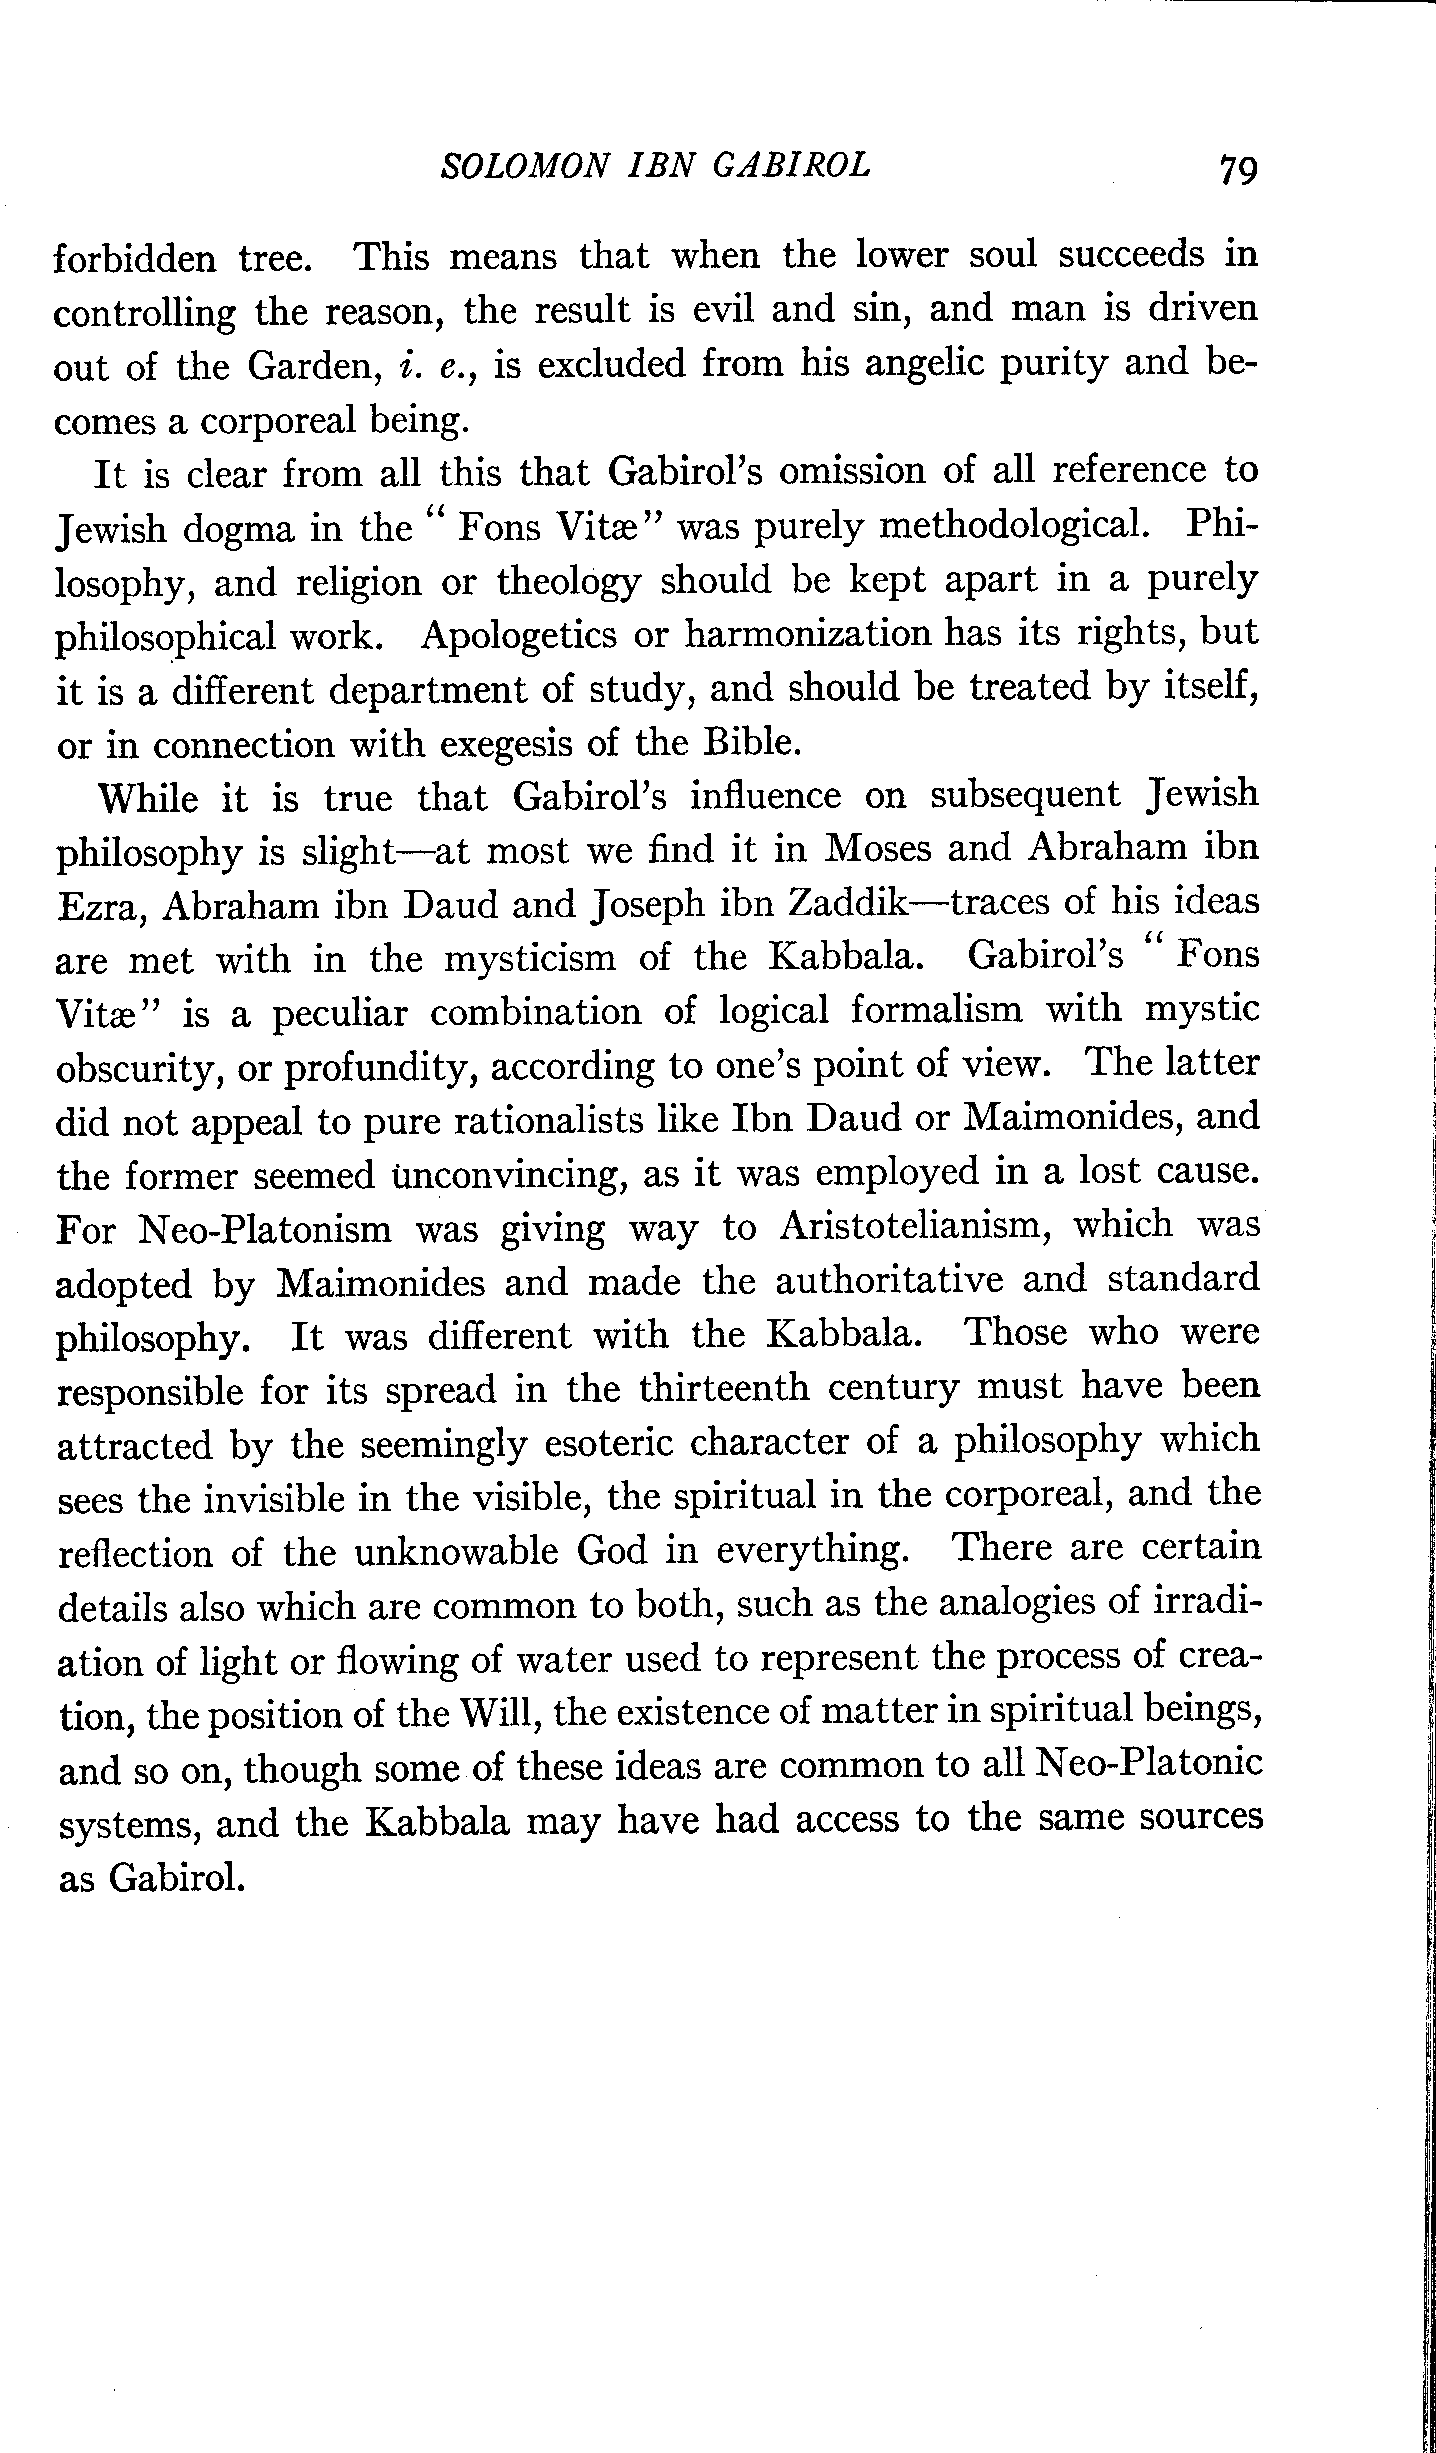 SOLOMON IBN GABIROL 79
forbidden tree. This means that when the lower soul succeeds in
controlling the reason, the result is evil and sin, and man is driven
out of the Garden, i. e., is excluded from his angelic purity and be-
comes a corporeal being.
It is clear from all this that Gabirol's omission of all reference to
Jewish dogma in the “ Fons Vitæ” was purely methodological. Phi-
losophy, and religion or theology should be kept apart in a purely
philosophical work. Apologetics or harmonization has its rights, but
it is a different department of study, and should be treated by itself,
or in connection with exegesis of the Bible.
While it is true that Gabirol's influence on subsequent Jewish
philosophy is slight—at most we find it in Moses and Abraham ibn
Ezra, Abraham ibn Daud and Joseph ibn Zaddik—traces of his ideas
are met with in the mysticism of the Kabbala. Gabirol's “ Fons
Vitæ” is a peculiar combination of logical formalism with mystic
obscurity, or profundity, according to one's point of view. The latter
did not appeal to pure rationalists like Ibn Daud or Maimonides, and
the former seemed unconvincing, as it was employed in a lost cause.
For Neo-Platonism was giving way to Aristotelianism, which was
adopted by Maimonides and made the authoritative and standard
philosophy. It was different with the Kabbala. Those who were
responsible for its spread in the thirteenth century must have been
attracted by the seemingly esoteric character of a philosophy which
sees the invisible in the visible, the spiritual in the corporeal, and the
reflection of the unknowable God in everything. There are certain
details also which are common to both, such as the analogies of irradi-
ation of light or flowing of water used to represent the process of crea-
tion, the position of the Will, the existence of matter in spiritual beings,
and so on, though some of these ideas are common to all Neo-Platonic
systems, and the Kabbala may have had access to the same sources
as Gabirol.